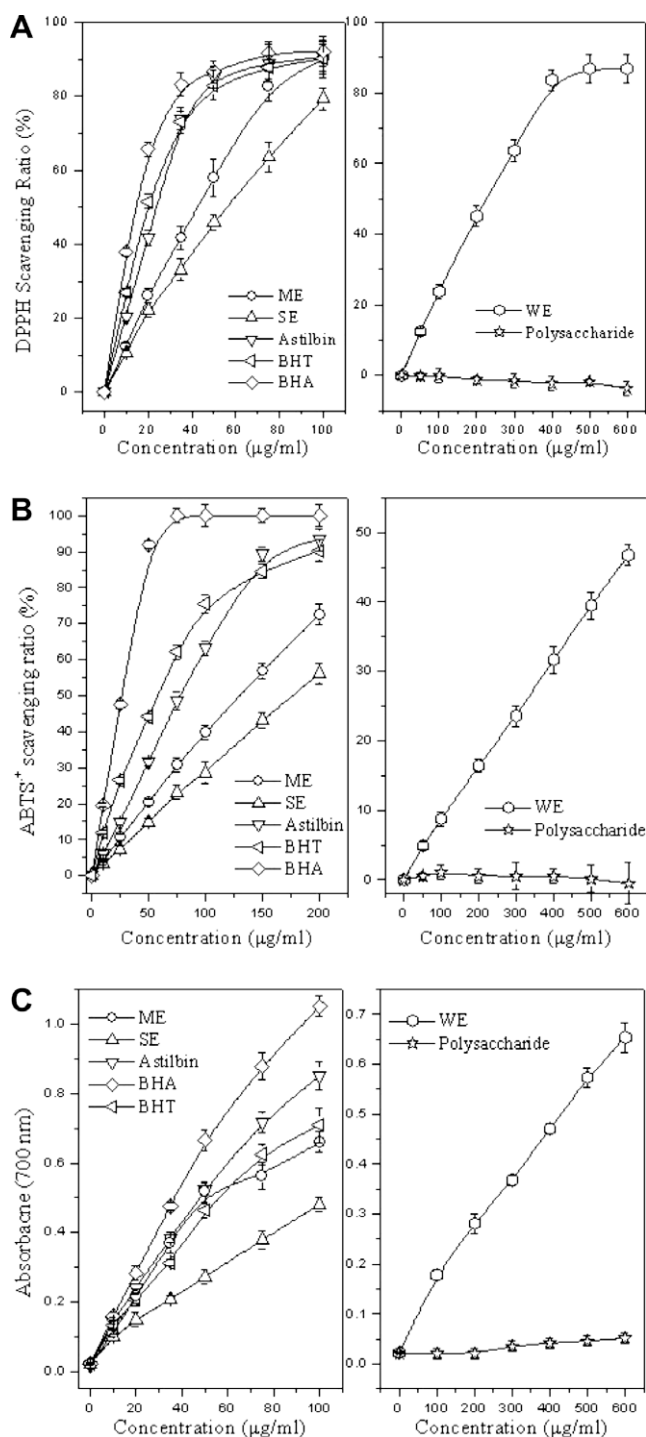 A
DPPH Scavenging Ratio (%)
100
80
60
40
20
0
ME
SE
Astilbin
BHT
BHA
0 20 40 60 80 100
Concentration (µg/ml)
100
80
60
40
20
0
WE
Polysaccharide
0 100 200 300 400 500 600
Concentration (µg/ml)
B
ABTS·+ scavenging ratio (%)
100
90
80
70
60
50
40
30
20
10
0
ME
SE
Astilbin
BHT
BHA
0 50 100 150 200
Concentration (µg/ml)
50
40
30
20
10
0
WE
Polysaccharide
0 100 200 300 400 500 600
Concentration (µg/ml)
C
Absorbacne (700 nm)
1.0
0.8
0.6
0.4
0.2
0.0
ME
SE
Astilbin
BHA
BHT
0 20 40 60 80 100
Concentration (µg/ml)
0.7
0.6
0.5
0.4
0.3
0.2
0.1
0.0
WE
Polysaccharide
0 100 200 300 400 500 600
Concentration (µg/ml)